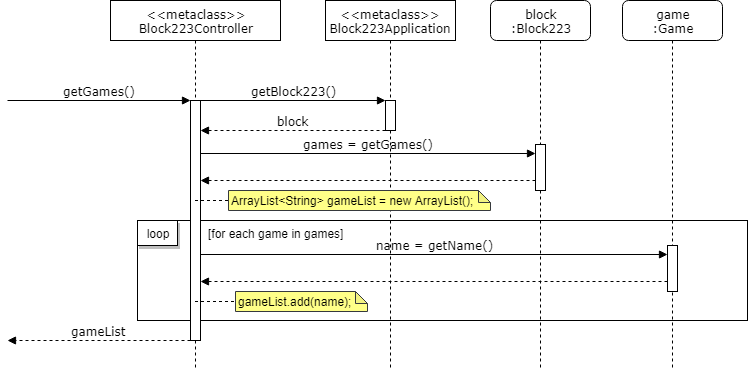 <<metaclass>>
Block223Controller
<<metaclass>>
Block223Application
block
:Block223
game
:Game
getGames()
getBlock223()
block
games = getGames()
ArrayList<String> gameList = new ArrayList();
loop
[for each game in games]
name = getName()
gameList.add(name);
gameList